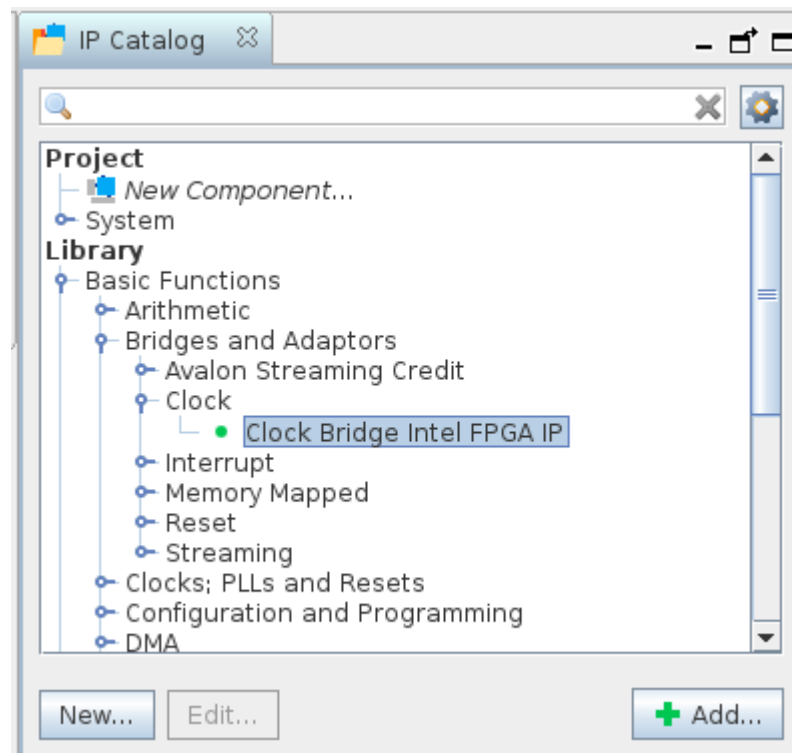 IP Catalog
Project
New Component...
System
Library
Basic Functions
Arithmetic
Bridges and Adaptors
Avalon Streaming Credit
Clock
Clock Bridge Intel FPGA IP
Interrupt
Memory Mapped
Reset
Streaming
Clocks; PLLs and Resets
Configuration and Programming
DMA
New... Edit... Add...